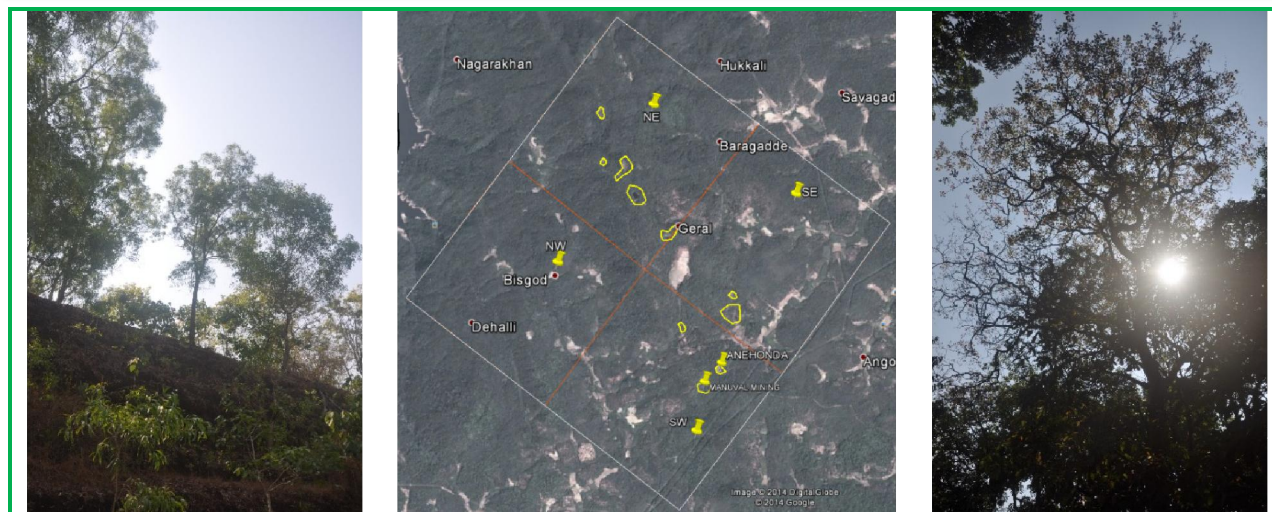 Nagarakhan
Hukkali
Savagad
NE
Baragadde
SE
Geral
NW
Bisgod
Dehalli
ANEHONDA
Ango
MANUVAL MINING
SW
Image © 2014 DigitalGlobe
© 2014 Google